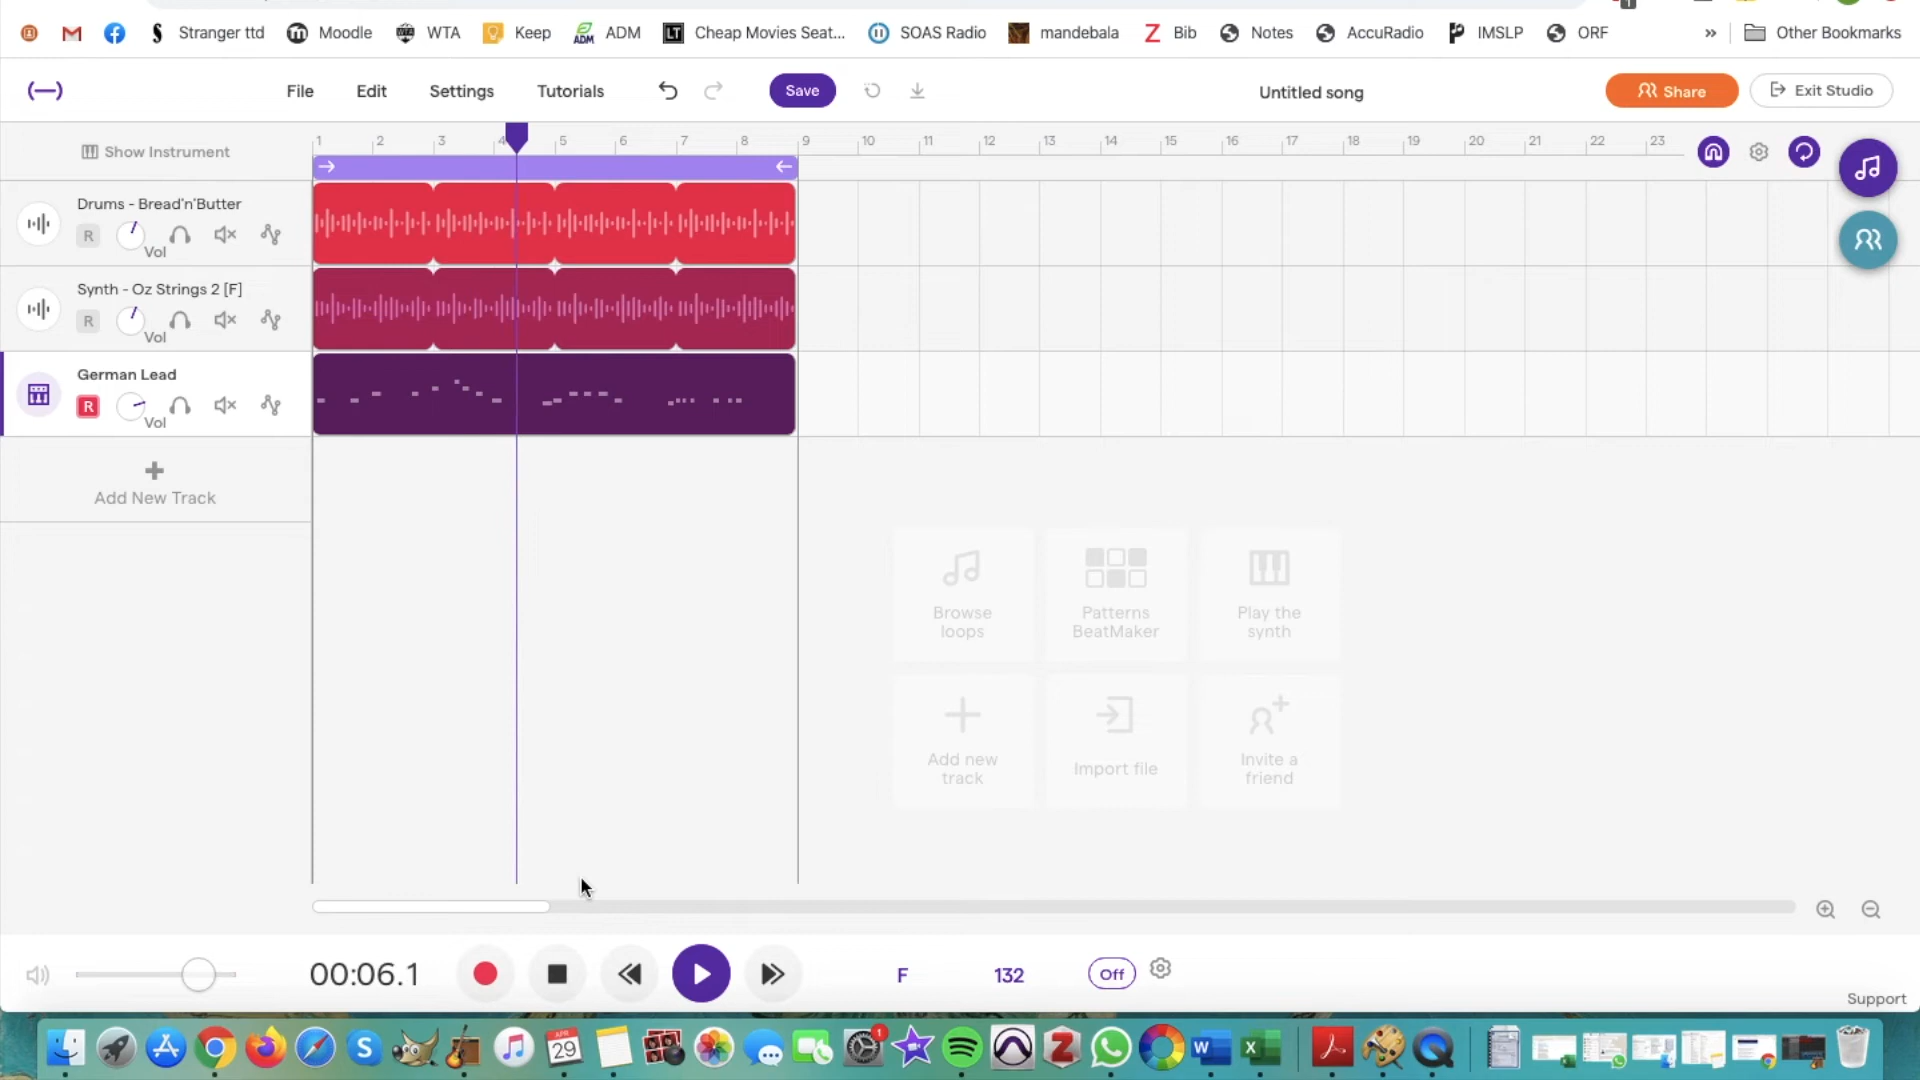 Stranger ttd Moodle WTA Keep ADM Cheap Movies Seat... SOAS Radio mandebala Bib Notes AccuRadio IMSLP ORF » Other Bookmarks
File Edit Settings Tutorials Save Untitled song Share Exit Studio
Show Instrument
1 2 3 4 5 6 7 8 9 10 11 12 13 14 15 16 17 18 19 20 21 22 23
Drums - Bread'n'Butter
R Vol
Synth - Oz Strings 2 [F]
R Vol
German Lead
R Vol
Add New Track
Browse
loops
Patterns
BeatMaker
Play the
synth
Add new
track
Import file
Invite a
friend
00:06.1 F 132 Off
Support
APR
29
1